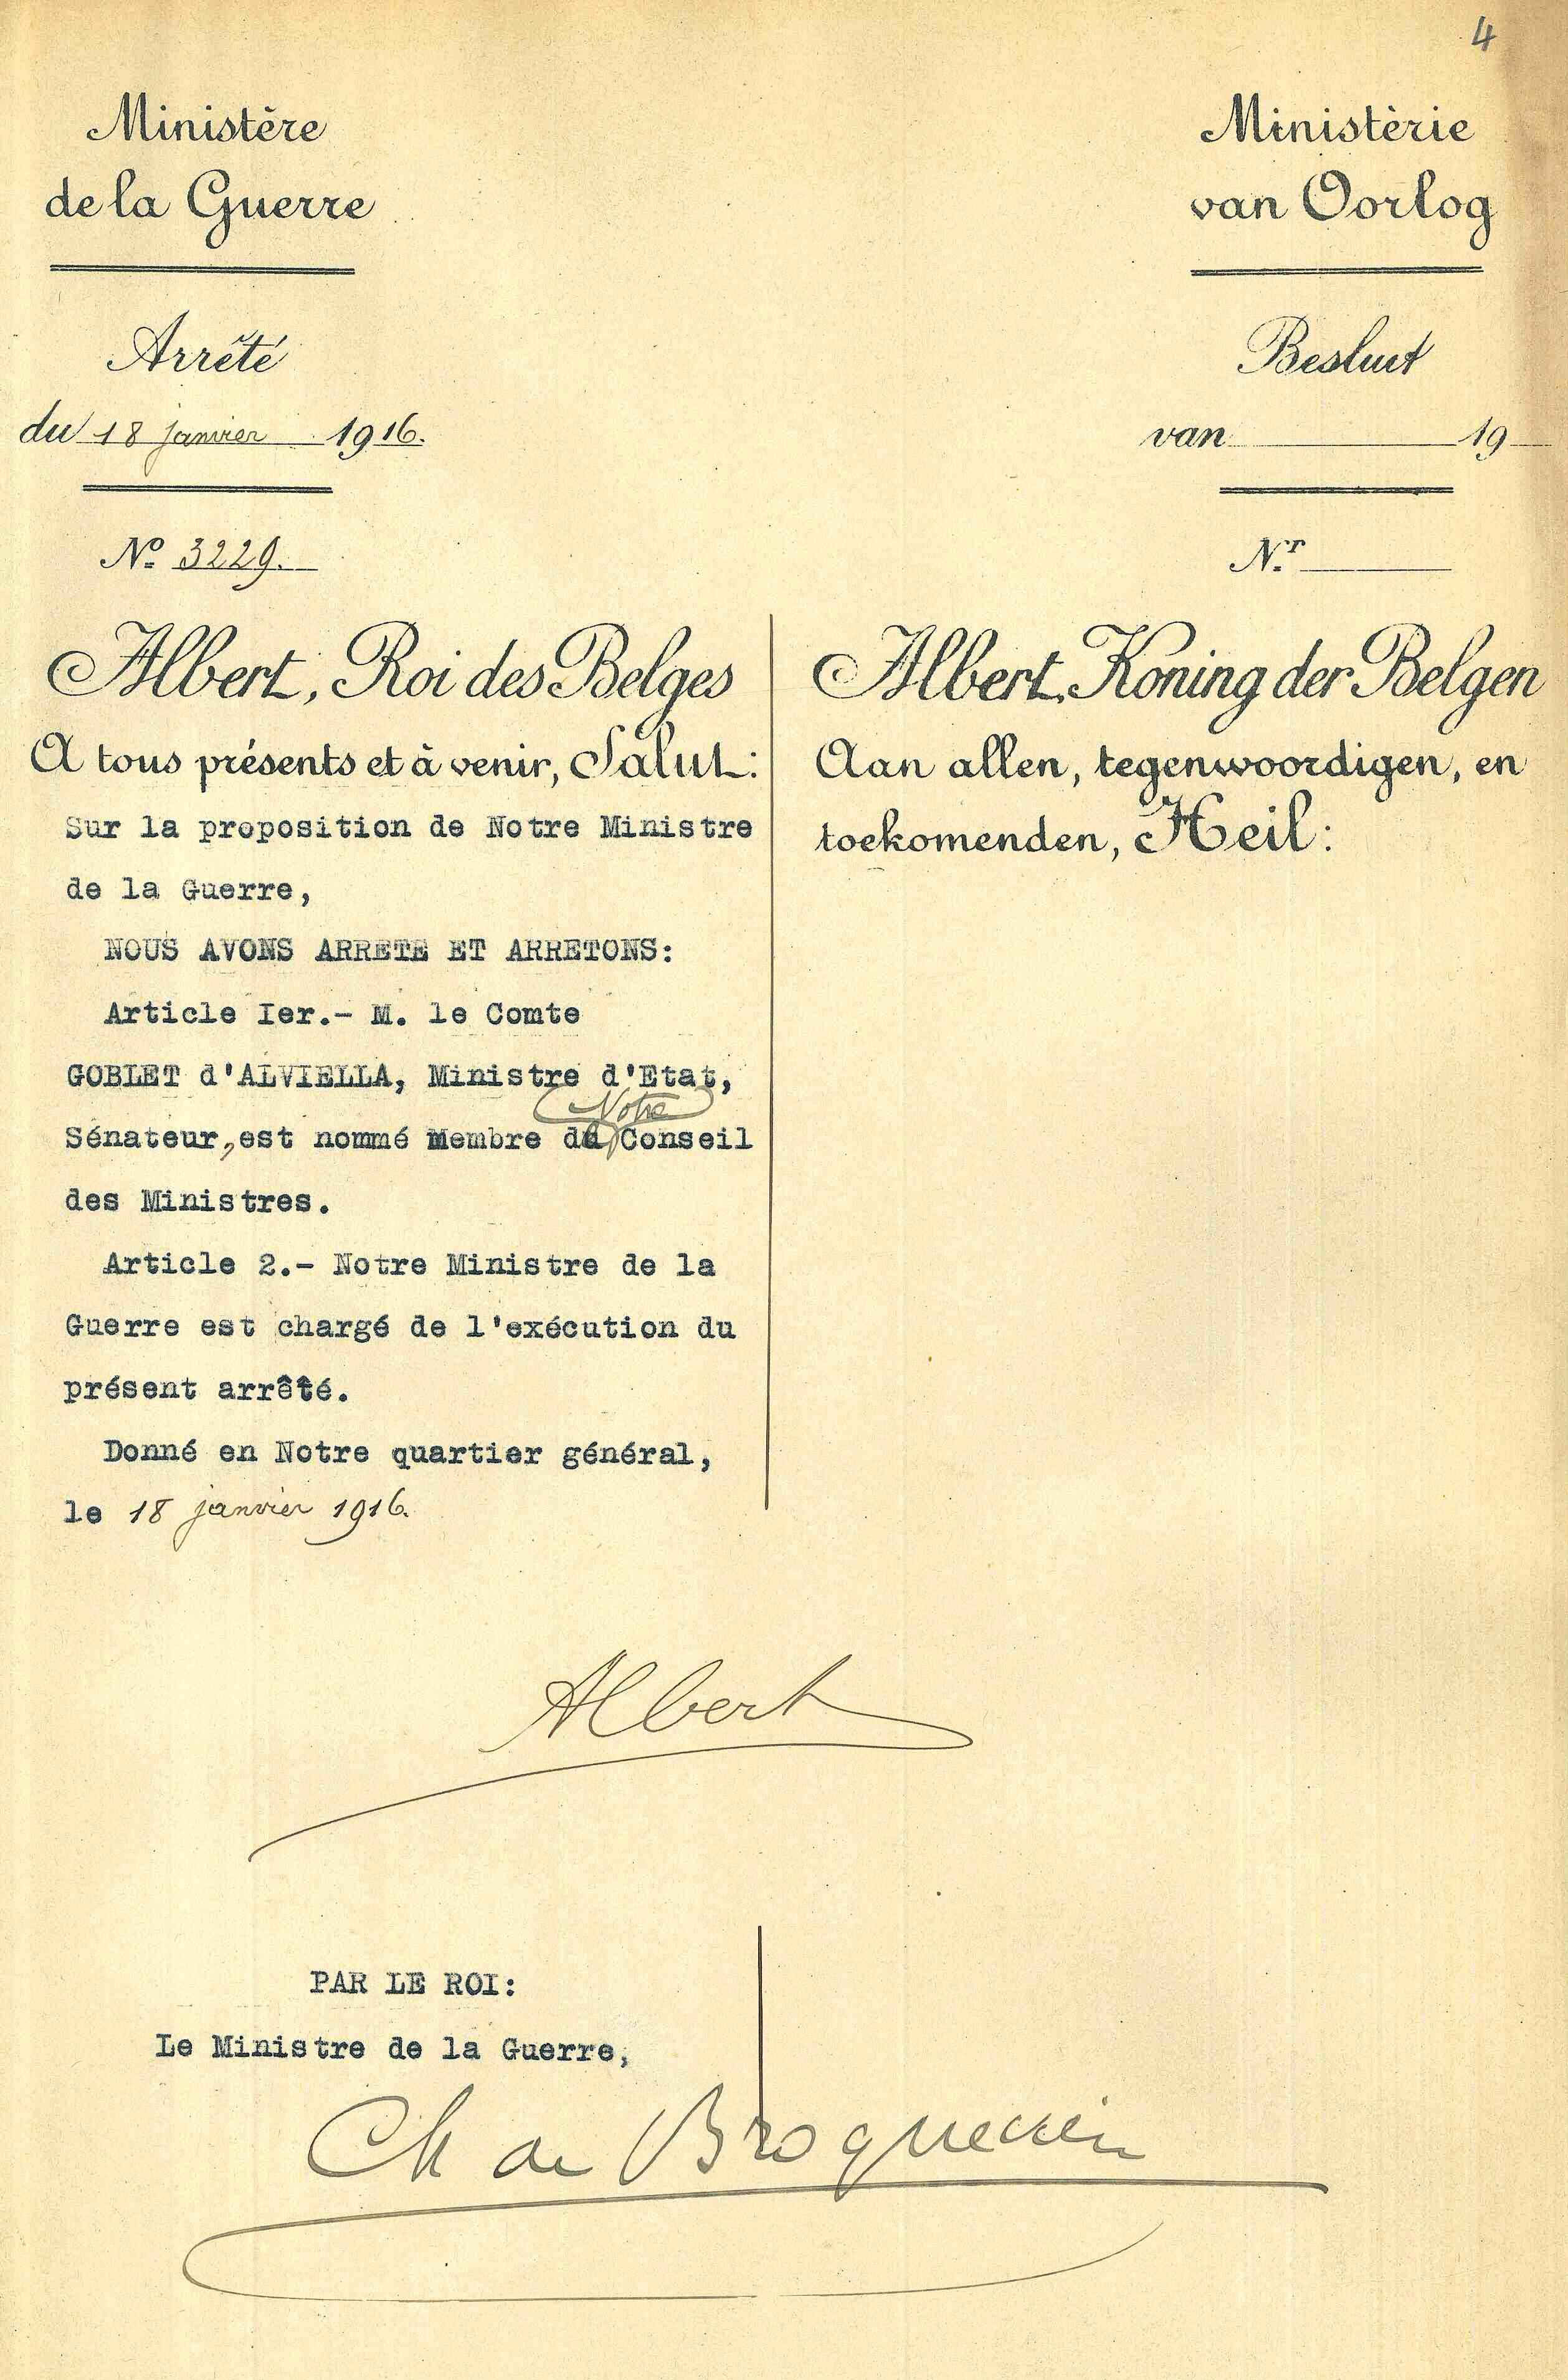 4
Ministère
de la Guerre
Arrêté
du 18 janvier 1916.
Nº 3229.
Ministèrie
van Oorlog
Besluit
van 19
N.r
Albert, Roi des Belges
A tous présents et à venir, Salut:
Sur la proposition de Notre Ministre
de la Guerre,
NOUS AVONS ARRETE ET ARRETONS:
Article Ier.- M. le Comte
GOBLET d'ALVIELLA, Ministre d'Etat,
Notre
Sénateur, est nommé Membre de Conseil
des Ministres.
Article 2.- Notre Ministre de la
Guerre est chargé de l'exécution du
présent arrêté.
Donné en Notre quartier général,
le 18 janvier 1916.
Albert, Koning der Belgen
Aan allen, tegenwoordigen, en
toekomenden, Heil:
Albert
PAR LE ROI:
Le Ministre de la Guerre,
Ch de Broqueville